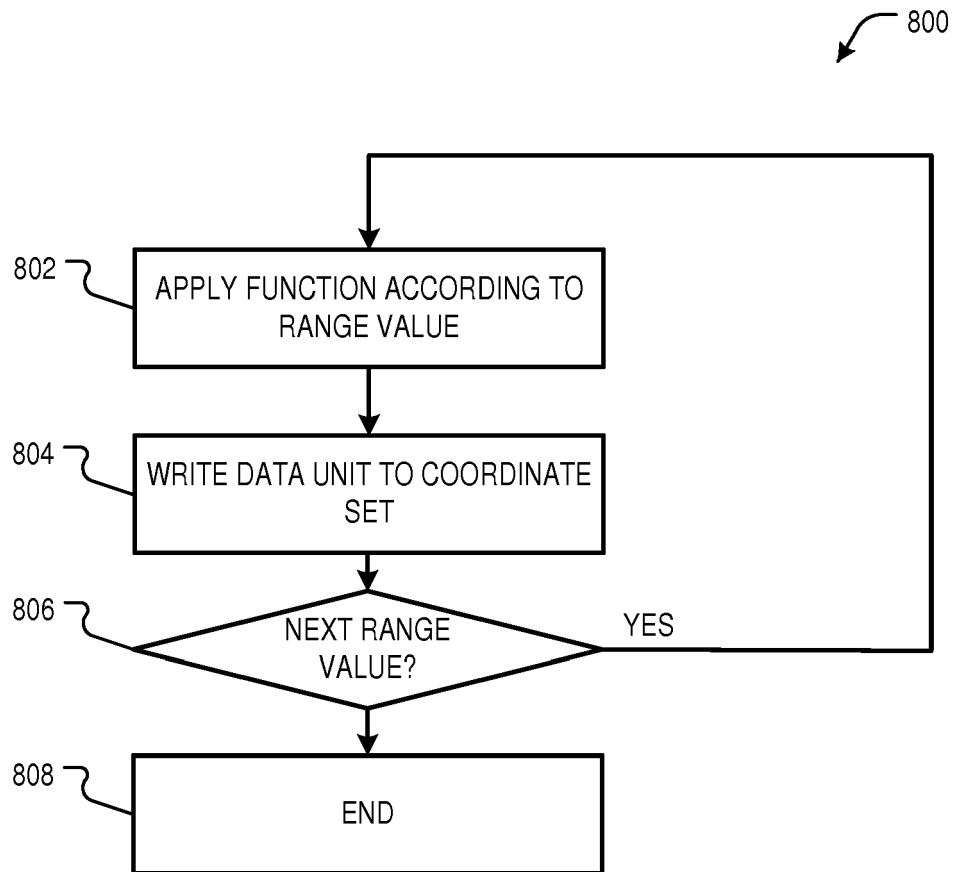 800
802
APPLY FUNCTION ACCORDING TO
RANGE VALUE
804
WRITE DATA UNIT TO COORDINATE
SET
806
NEXT RANGE
VALUE?
YES
808
END